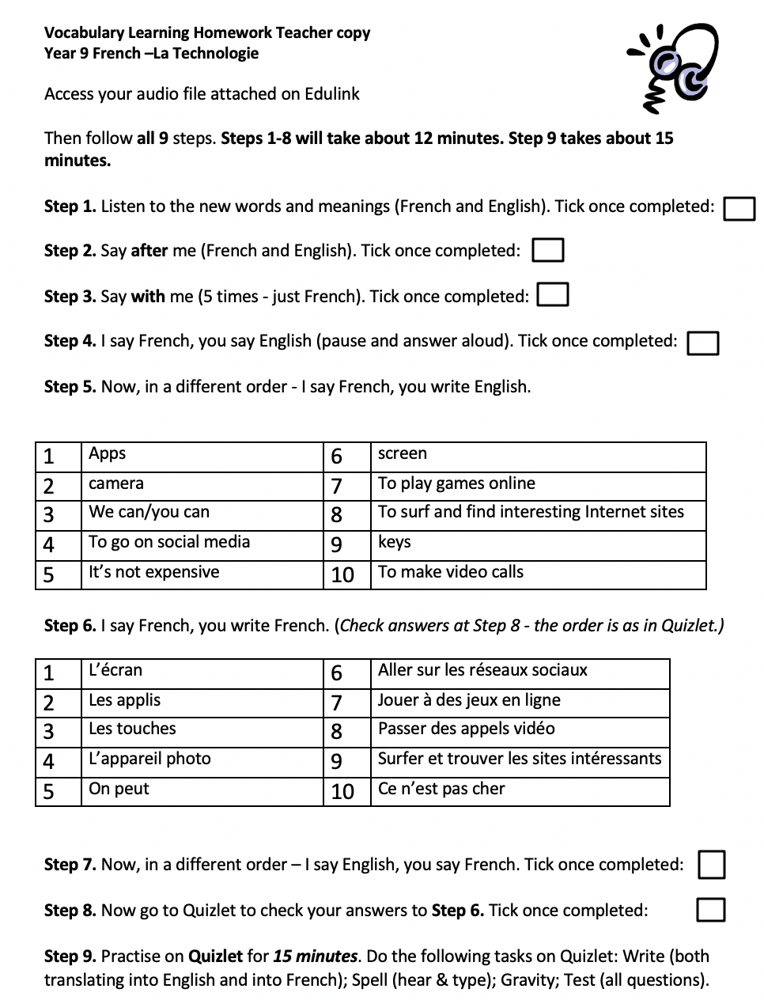 Vocabulary Learning Homework Teacher copy
Year 9 French –La Technologie
Access your audio file attached on Edulink
Then follow all 9 steps. Steps 1-8 will take about 12 minutes. Step 9 takes about 15
minutes.
Step 1. Listen to the new words and meanings (French and English). Tick once completed:
Step 2. Say after me (French and English). Tick once completed:
Step 3. Say with me (5 times - just French). Tick once completed:
Step 4. I say French, you say English (pause and answer aloud). Tick once completed:
Step 5. Now, in a different order - I say French, you write English.
1 Apps 6 screen
2 camera 7 To play games online
3 We can/you can 8 To surf and find interesting Internet sites
4 To go on social media 9 keys
5 It’s not expensive 10 To make video calls
Step 6. I say French, you write French. (Check answers at Step 8 - the order is as in Quizlet.)
1 L’écran 6 Aller sur les réseaux sociaux
2 Les applis 7 Jouer à des jeux en ligne
3 Les touches 8 Passer des appels vidéo
4 L’appareil photo 9 Surfer et trouver les sites intéressants
5 On peut 10 Ce n’est pas cher
Step 7. Now, in a different order – I say English, you say French. Tick once completed:
Step 8. Now go to Quizlet to check your answers to Step 6. Tick once completed:
Step 9. Practise on Quizlet for 15 minutes. Do the following tasks on Quizlet: Write (both
translating into English and into French); Spell (hear & type); Gravity; Test (all questions).